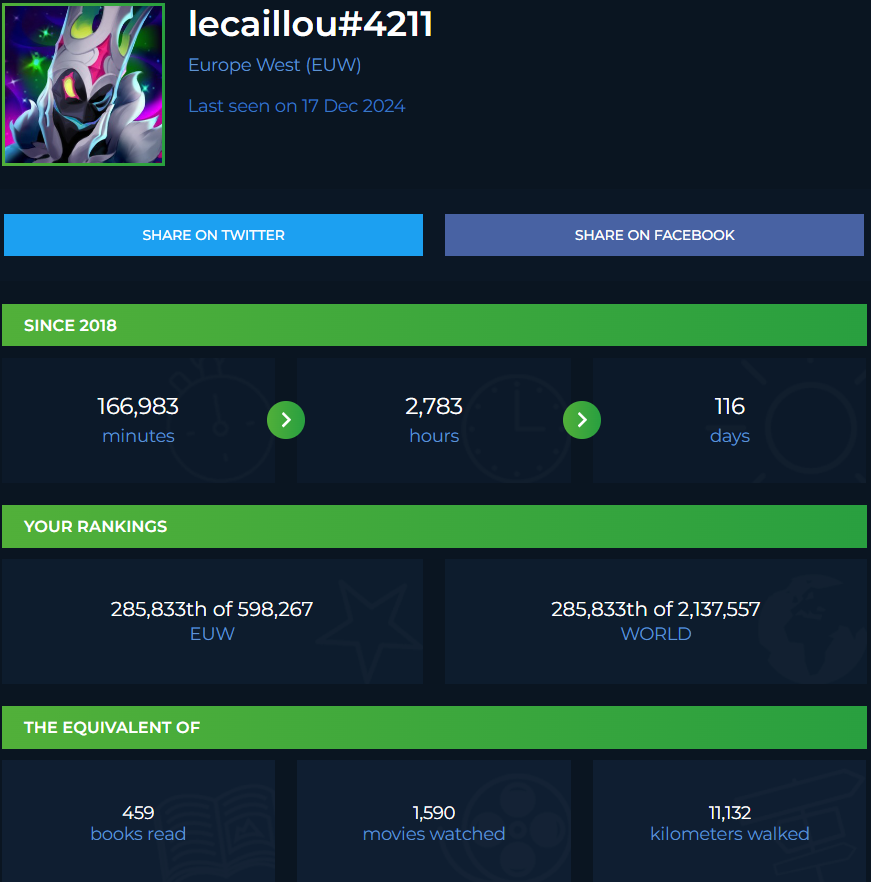 lecaillou#4211
Europe West (EUW)
Last seen on 17 Dec 2024
SHARE ON TWITTER
SHARE ON FACEBOOK
SINCE 2018
166,983
minutes
2,783
hours
116
days
YOUR RANKINGS
285,833th of 598,267
EUW
285,833th of 2,137,557
WORLD
THE EQUIVALENT OF
459
books read
1,590
movies watched
11,132
kilometers walked